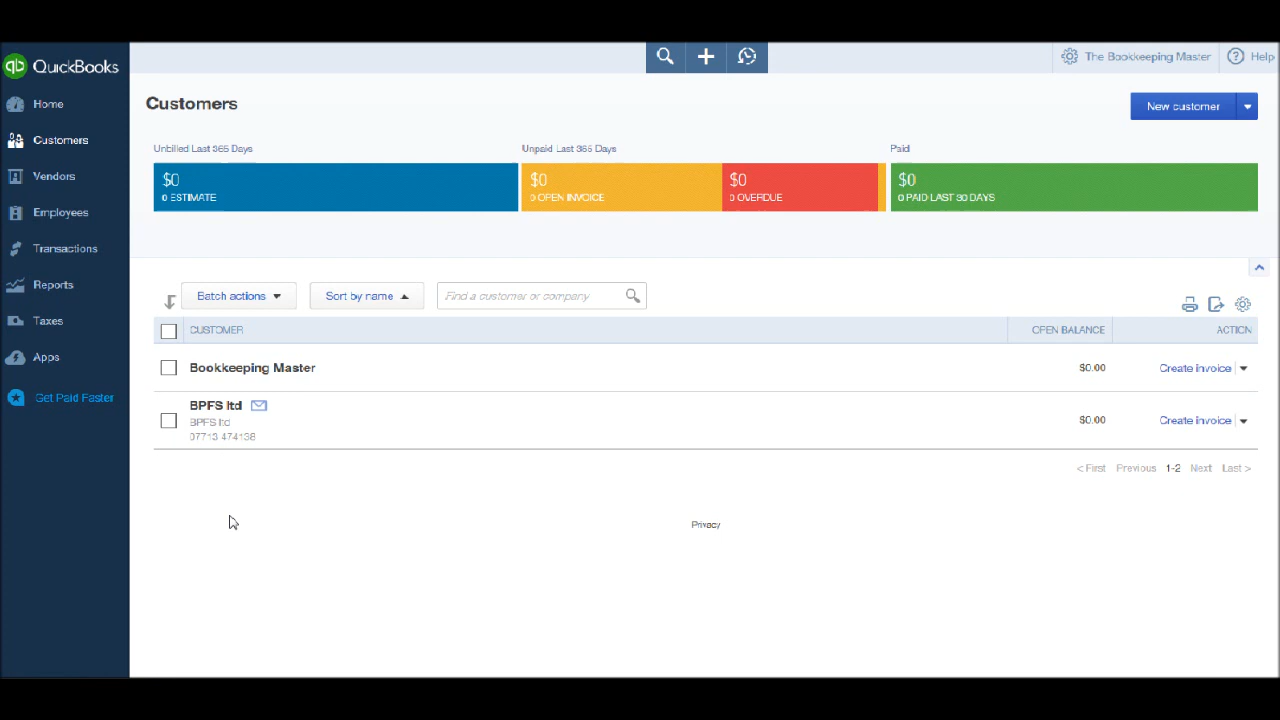 qb QuickBooks
The Bookkeeping Master
Help
Home
Customers
Vendors
Employees
Transactions
Reports
Taxes
Apps
Get Paid Faster
Customers
New customer
Unbilled Last 365 Days
Unpaid Last 365 Days
Paid
$0
0 ESTIMATE
$0
0 OPEN INVOICE
$0
0 OVERDUE
$0
0 PAID LAST 30 DAYS
Batch actions
Sort by name
Find a customer or company
CUSTOMER
OPEN BALANCE
ACTION
Bookkeeping Master
$0.00
Create invoice
BPFS ltd
BPFS ltd
07713 474138
$0.00
Create invoice
< First Previous 1-2 Next Last >
Privacy